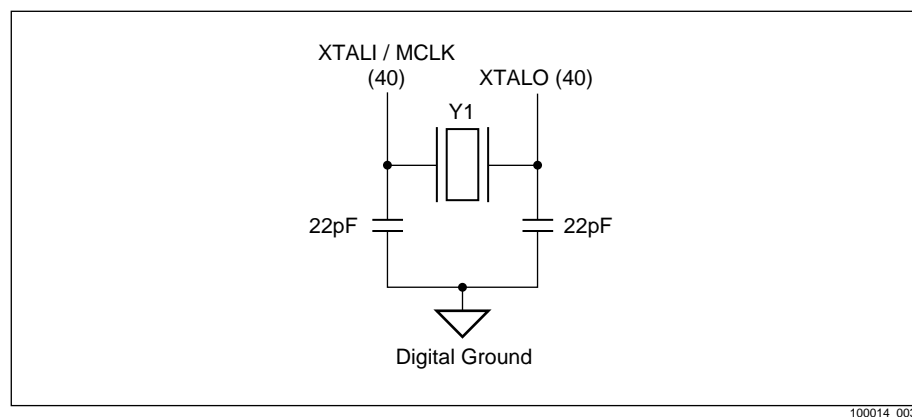 XTALI / MCLK
(40)
XTALO (40)
Y1
22pF
22pF
Digital Ground